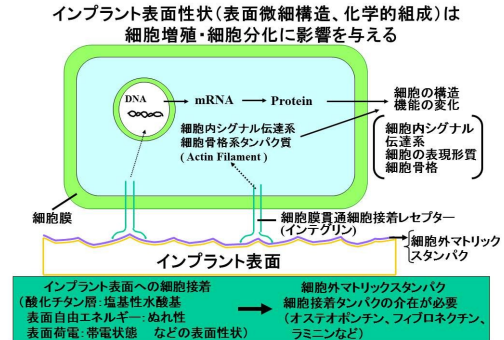 インプラント表面性状(表面微細構造、化学的組成)は
細胞増殖・細胞分化に影響を与える
DNA
mRNA
Protein
細胞の構造
機能の変化
細胞内シグナル伝達系
細胞骨格系タンパク質
( Actin Filament )
細胞内シグナル
伝達系
細胞の表現形質
細胞骨格
細胞膜
細胞膜貫通細胞接着レセプター
(インテグリン)
細胞外マトリック
スタンパク
インプラント表面
インプラント表面への細胞接着
(酸化チタン層:塩基性水酸基
表面自由エネルギー:ぬれ性
表面荷電:帯電状態 などの表面性状)
細胞外マトリックスタンパク
細胞接着タンパクの介在が必要
(オステオポンチン、フィブロネクチン、
ラミニンなど)